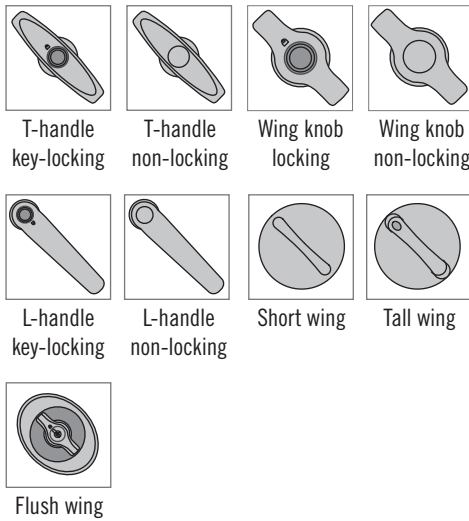 T-handle
key-locking
T-handle
non-locking
Wing knob
locking
Wing knob
non-locking
L-handle
key-locking
L-handle
non-locking
Short wing
Tall wing
Flush wing